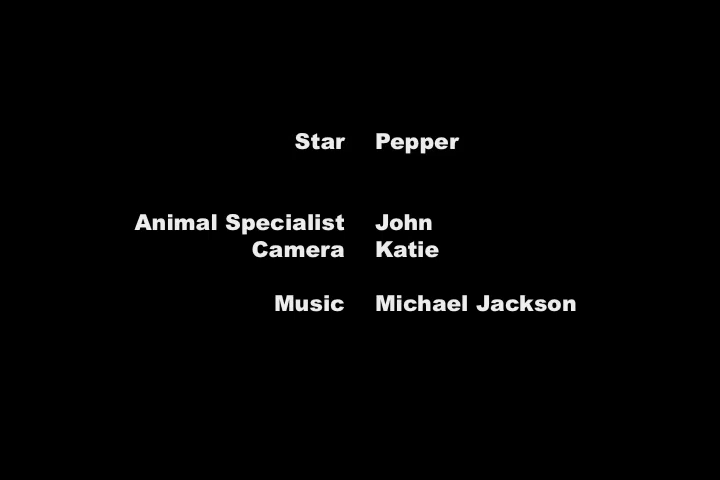 Star Pepper
Animal Specialist John
Camera Katie
Music Michael Jackson